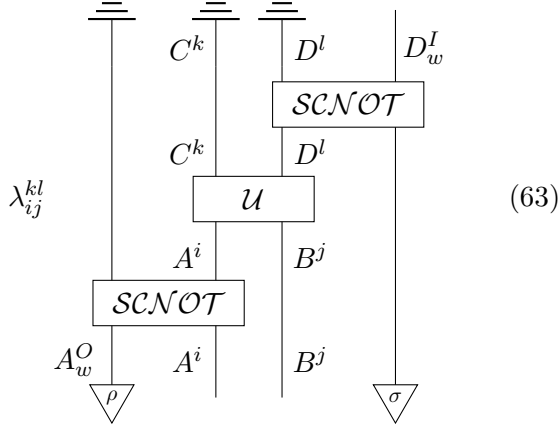 C^k D^l D_w^I
SCNOT
C^k D^l
λ_{ij}^{kl} U (63)
A^i B^j
SCNOT
A_w^O A^i B^j
ρ σ